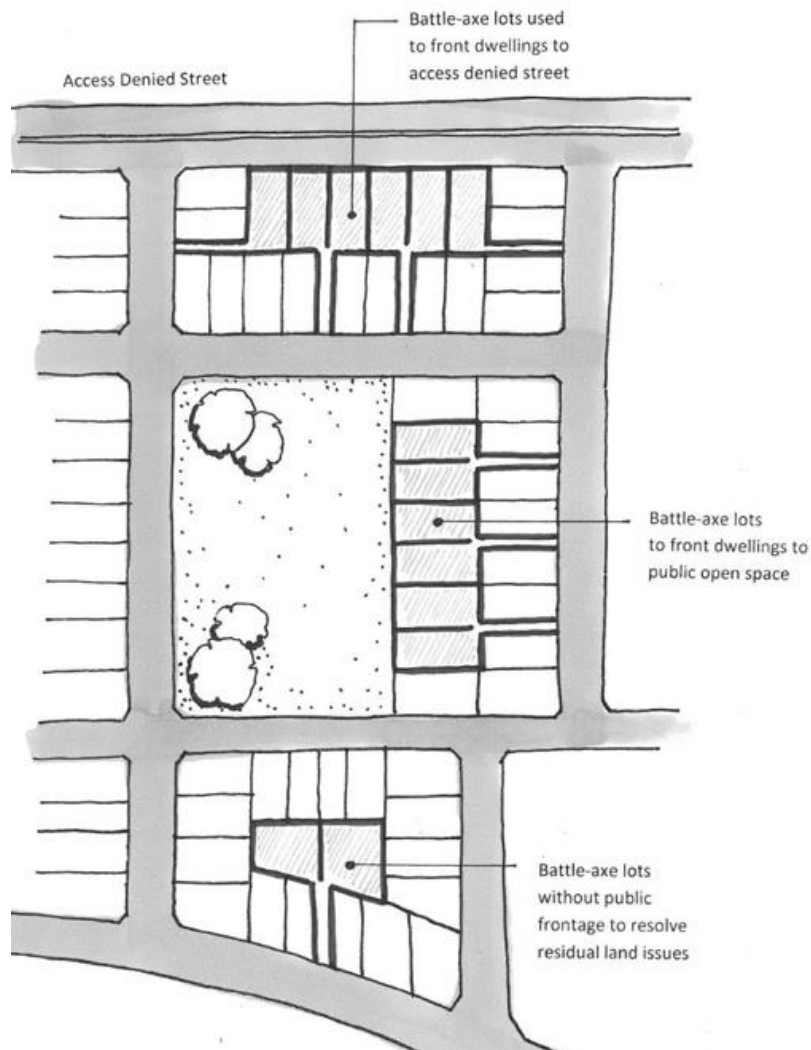 Battle-axe lots used
to front dwellings to
access denied street
Access Denied Street
Battle-axe lots
to front dwellings to
public open space
Battle-axe lots
without public
frontage to resolve
residual land issues